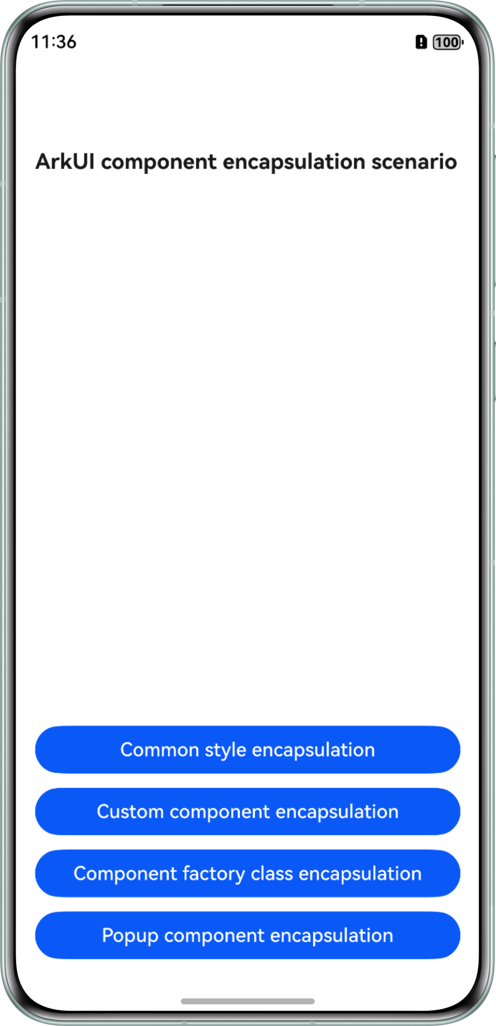 11:36
100
ArkUI component encapsulation scenario
Common style encapsulation
Custom component encapsulation
Component factory class encapsulation
Popup component encapsulation